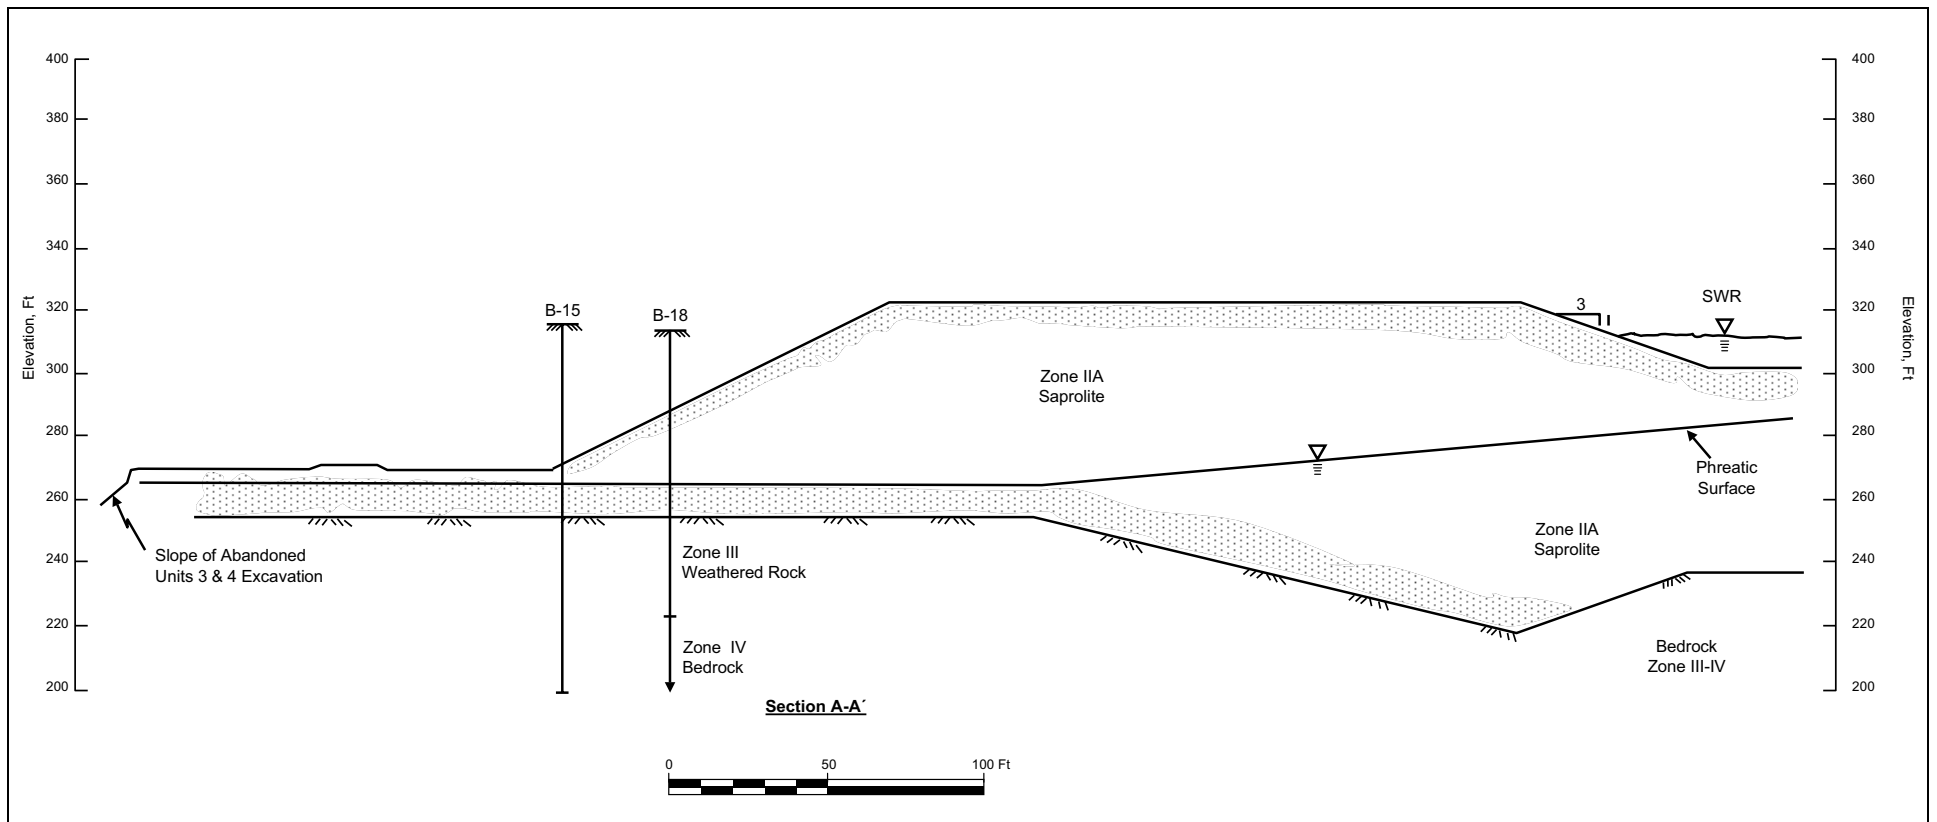 400
400
380
380
360
360
340
340
320
320
300
300
280
280
260
260
240
240
220
220
200
200
Elevation, Ft
Elevation, Ft
B-15
B-18
3
1
SWR
Zone IIA
Saprolite
Phreatic
Surface
Zone IIA
Saprolite
Slope of Abandoned
Units 3 & 4 Excavation
Zone III
Weathered Rock
Zone IV
Bedrock
Bedrock
Zone III-IV
Section A-A´
0
50
100 Ft